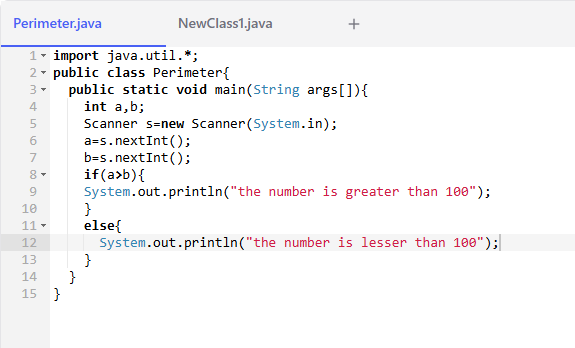 Perimeter.java NewClass1.java +
1 import java.util.*;
2 public class Perimeter{
3 public static void main(String args[]){
4 int a,b;
5 Scanner s=new Scanner(System.in);
6 a=s.nextInt();
7 b=s.nextInt();
8 if(a>b){
9 System.out.println("the number is greater than 100");
10 }
11 else{
12 System.out.println("the number is lesser than 100");
13 }
14 }
15 }